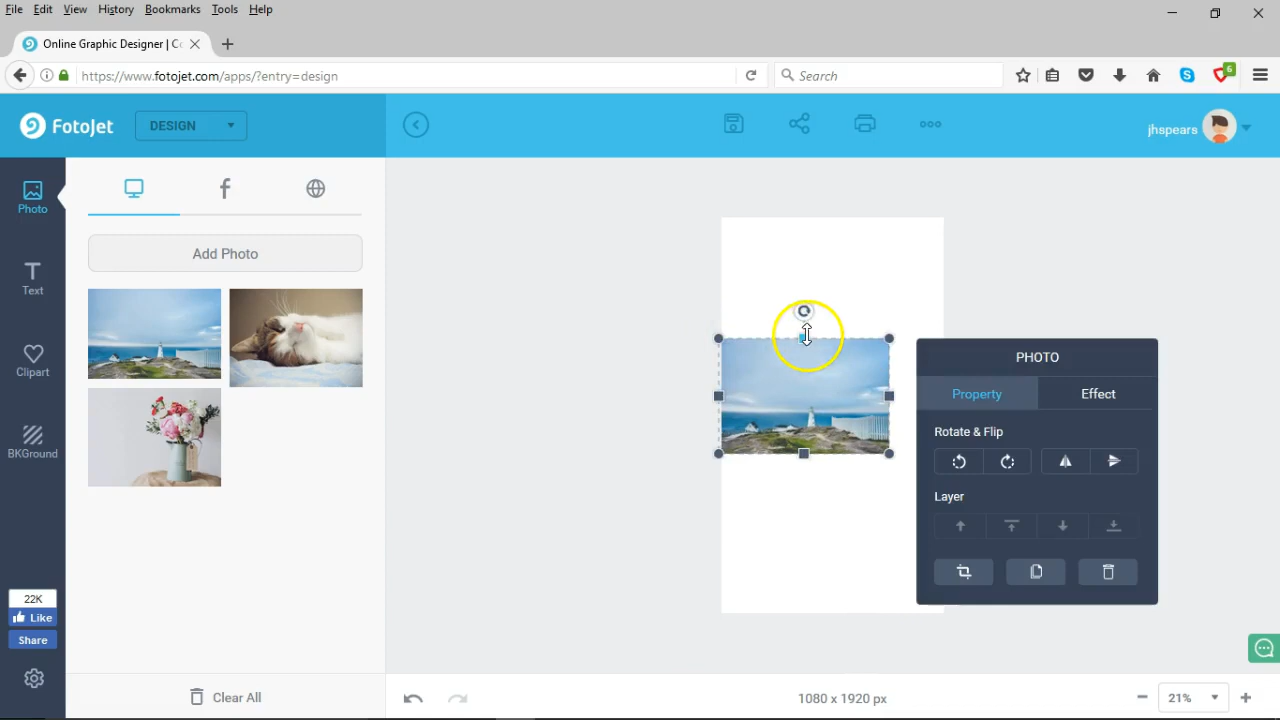 File Edit View History Bookmarks Tools Help
Online Graphic Designer | C
https://www.fotojet.com/apps/?entry=design
Search
6
FotoJet
DESIGN
jhspears
Photo
Text
Clipart
BKGround
Add Photo
PHOTO
Property Effect
Rotate & Flip
Layer
22K
Like
Share
Clear All
1080 x 1920 px
21%